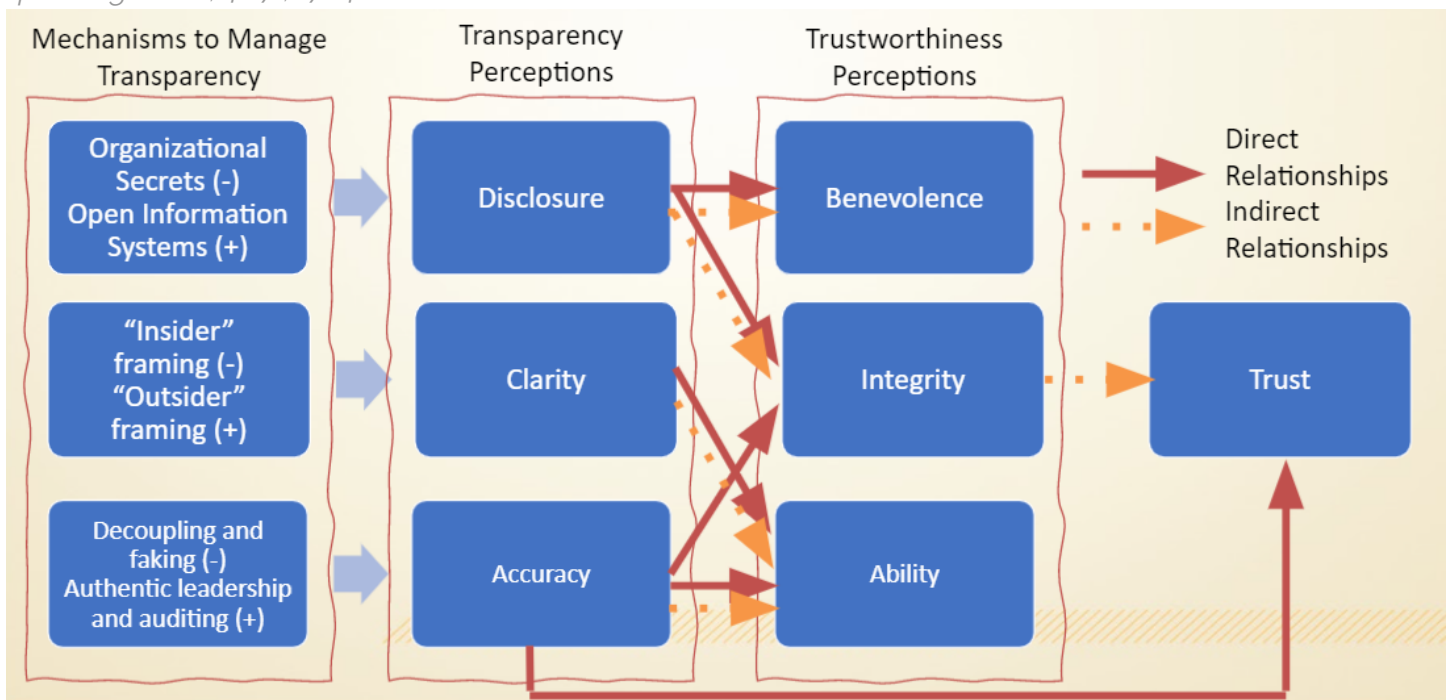 Mechanisms to Manage
Transparency
Transparency
Perceptions
Trustworthiness
Perceptions
Organizational
Secrets (-)
Open Information
Systems (+)
Disclosure
Benevolence
Direct
Relationships
Indirect
Relationships
“Insider”
framing (-)
“Outsider”
framing (+)
Clarity
Integrity
Trust
Decoupling and
faking (-)
Authentic leadership
and auditing (+)
Accuracy
Ability